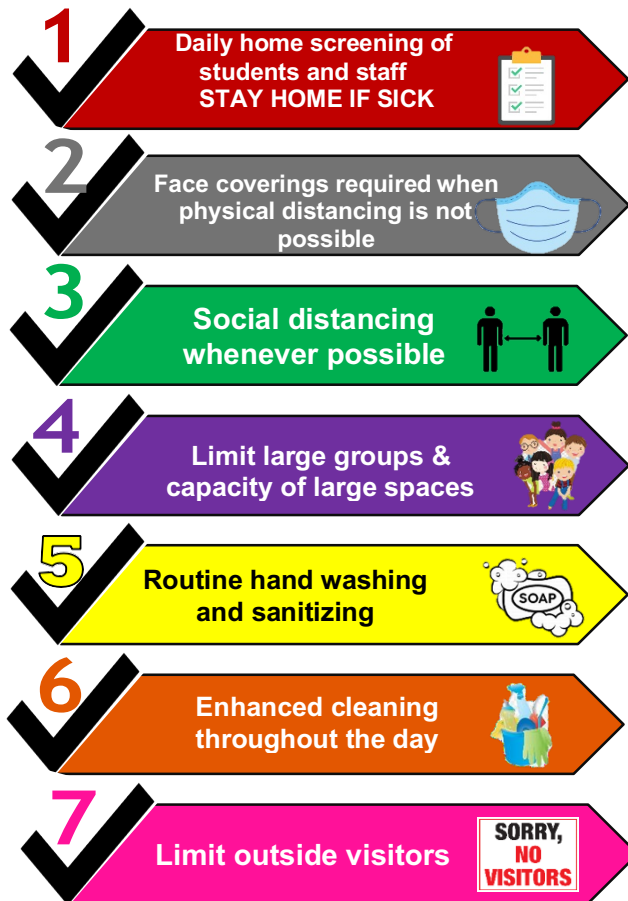 1
Daily home screening of
students and staff
STAY HOME IF SICK
2
Face coverings required when
physical distancing is not
possible
3
Social distancing
whenever possible
4
Limit large groups &
capacity of large spaces
5
Routine hand washing
and sanitizing
SOAP
6
Enhanced cleaning
throughout the day
7
Limit outside visitors
SORRY,
NO
VISITORS